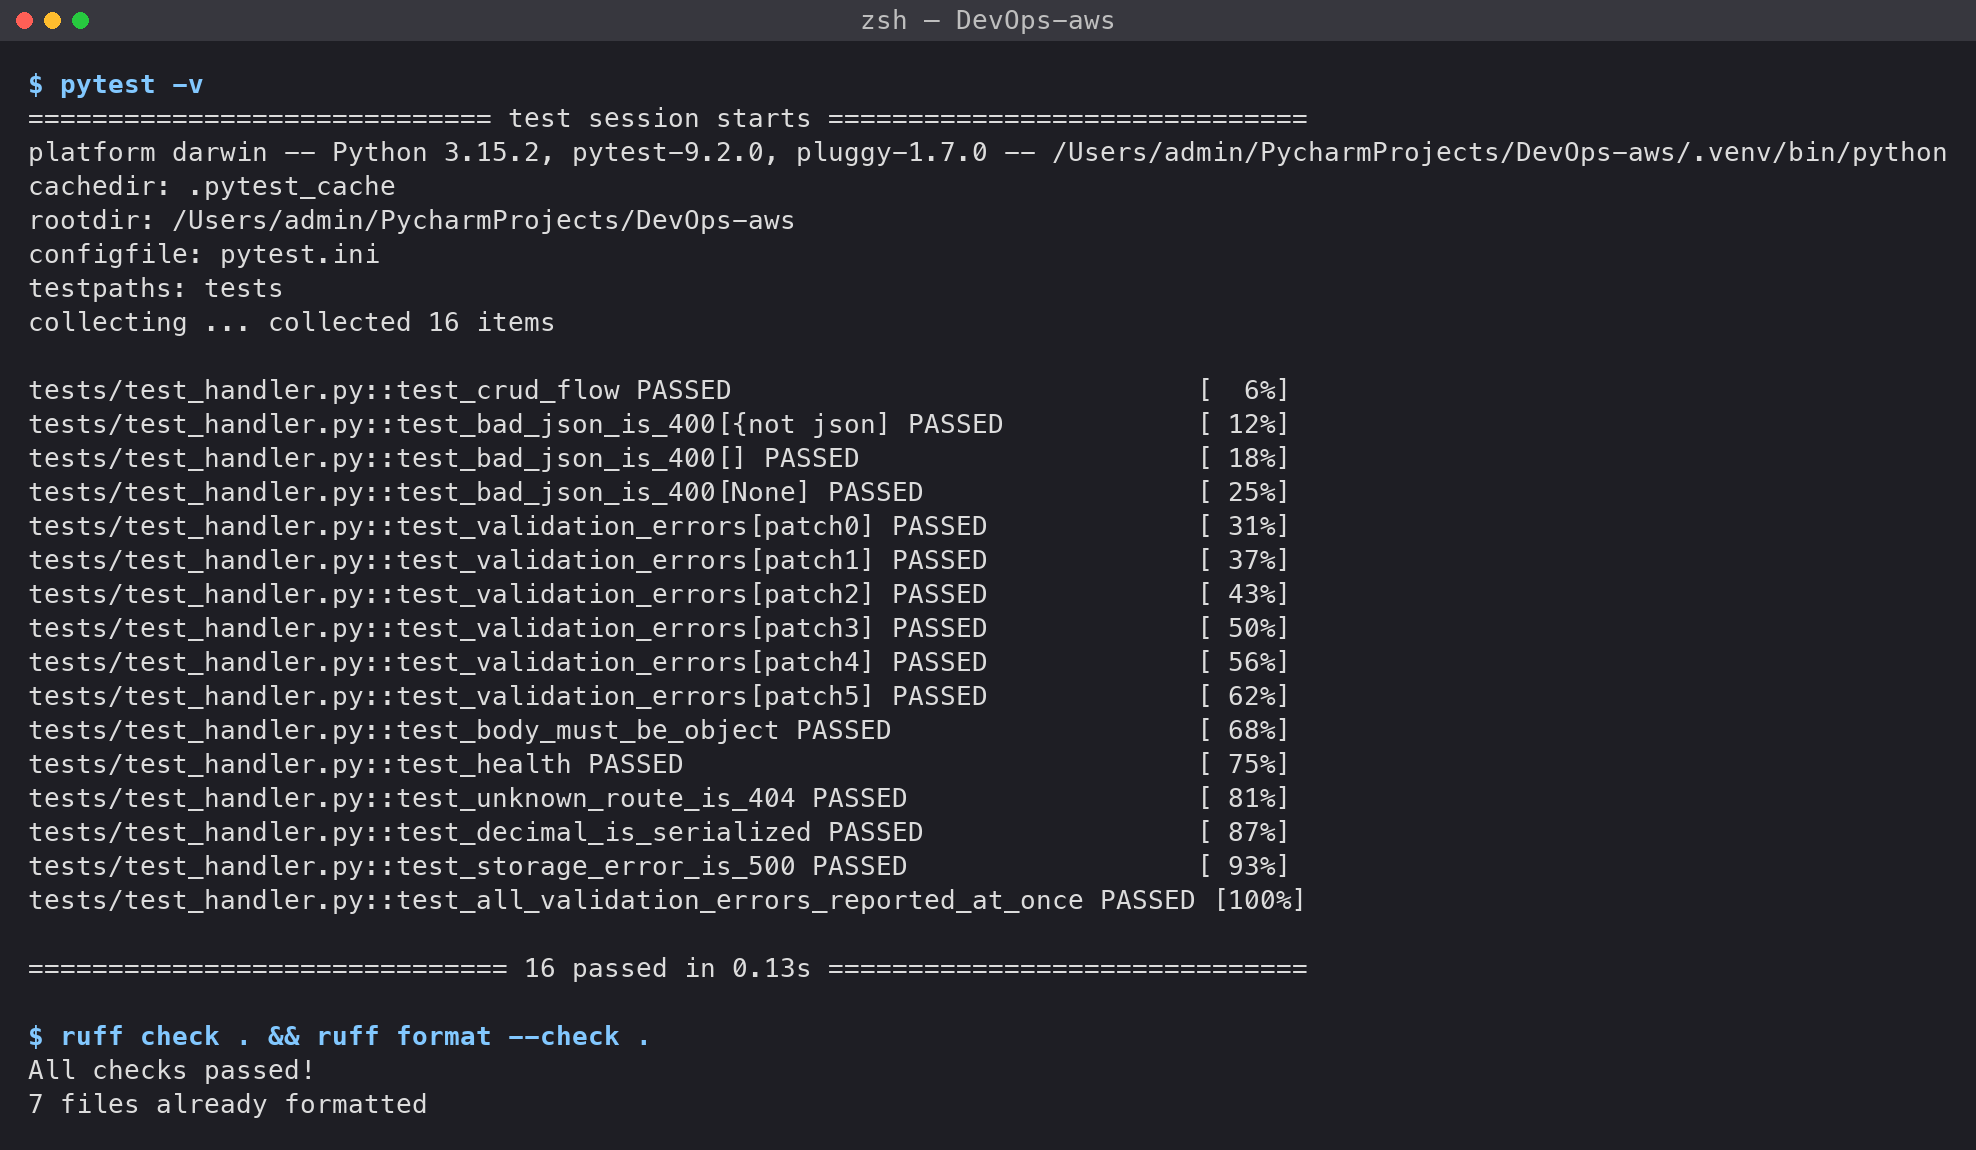 zsh — DevOps-aws
$ pytest -v
============================= test session starts ==============================
platform darwin -- Python 3.15.2, pytest-9.2.0, pluggy-1.7.0 -- /Users/admin/PycharmProjects/DevOps-aws/.venv/bin/python
cachedir: .pytest_cache
rootdir: /Users/admin/PycharmProjects/DevOps-aws
configfile: pytest.ini
testpaths: tests
collecting ... collected 16 items
tests/test_handler.py::test_crud_flow PASSED                             [  6%]
tests/test_handler.py::test_bad_json_is_400[{not json] PASSED            [ 12%]
tests/test_handler.py::test_bad_json_is_400[] PASSED                     [ 18%]
tests/test_handler.py::test_bad_json_is_400[None] PASSED                 [ 25%]
tests/test_handler.py::test_validation_errors[patch0] PASSED             [ 31%]
tests/test_handler.py::test_validation_errors[patch1] PASSED             [ 37%]
tests/test_handler.py::test_validation_errors[patch2] PASSED             [ 43%]
tests/test_handler.py::test_validation_errors[patch3] PASSED             [ 50%]
tests/test_handler.py::test_validation_errors[patch4] PASSED             [ 56%]
tests/test_handler.py::test_validation_errors[patch5] PASSED             [ 62%]
tests/test_handler.py::test_body_must_be_object PASSED                   [ 68%]
tests/test_handler.py::test_health PASSED                                [ 75%]
tests/test_handler.py::test_unknown_route_is_404 PASSED                  [ 81%]
tests/test_handler.py::test_decimal_is_serialized PASSED                 [ 87%]
tests/test_handler.py::test_storage_error_is_500 PASSED                  [ 93%]
tests/test_handler.py::test_all_validation_errors_reported_at_once PASSED [100%]
============================== 16 passed in 0.13s ==============================
$ ruff check . && ruff format --check .
All checks passed!
7 files already formatted